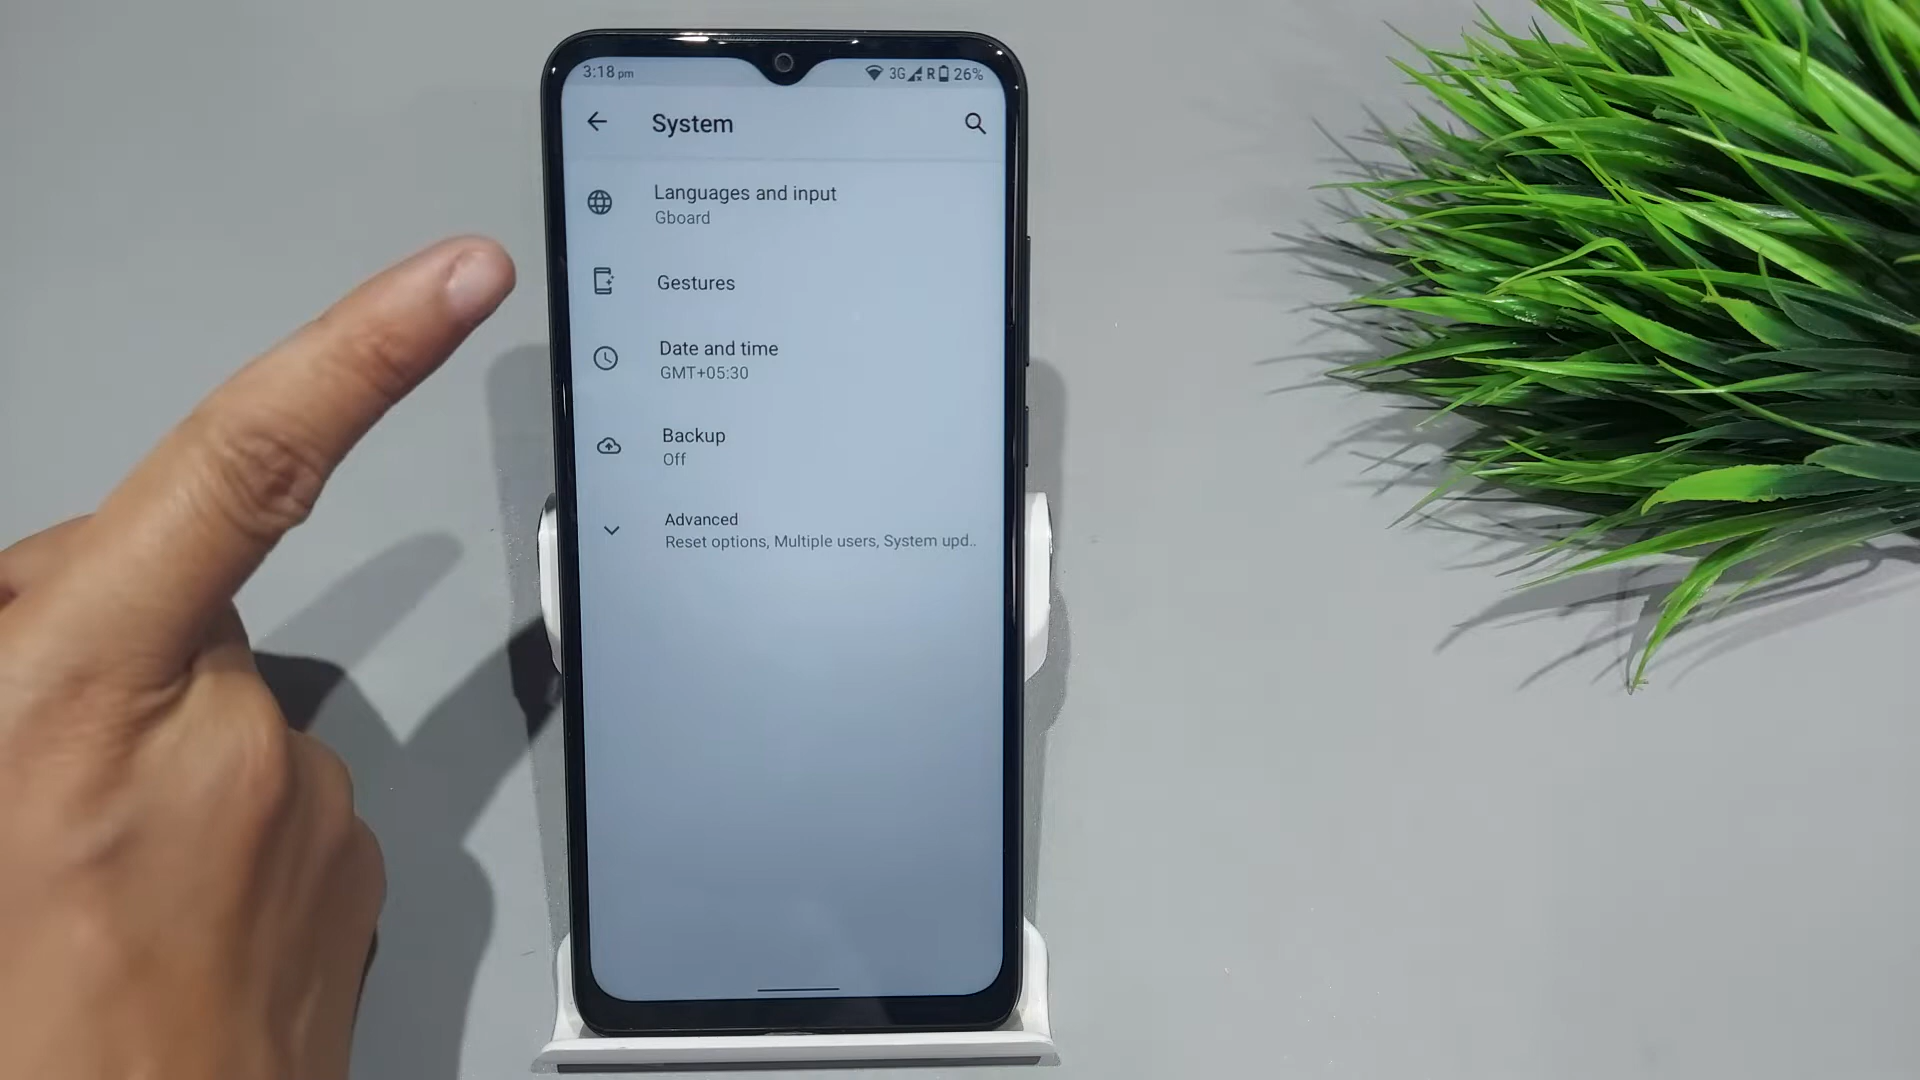 3:18 pm 3G R 26%
System
Languages and input
Gboard
Gestures
Date and time
GMT+05:30
Backup
Off
Advanced
Reset options, Multiple users, System upd..